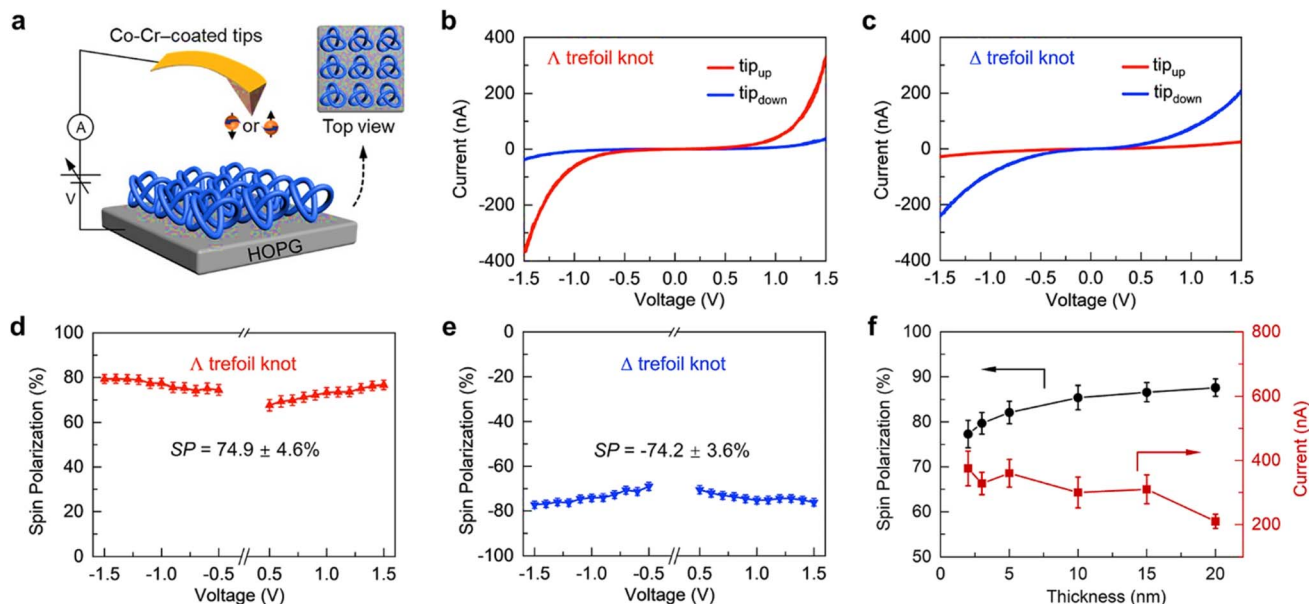 a
Co-Cr–coated tips
or
Top view
A
V
HOPG
b
Λ trefoil knot
tip_up
tip_down
400
200
0
-200
-400
Current (nA)
-1.5 -1.0 -0.5 0.0 0.5 1.0 1.5
Voltage (V)
c
Δ trefoil knot
tip_up
tip_down
400
200
0
-200
-400
Current (nA)
-1.5 -1.0 -0.5 0.0 0.5 1.0 1.5
Voltage (V)
d
Λ trefoil knot
SP = 74.9 ± 4.6%
100
80
60
40
20
0
Spin Polarization (%)
-1.5 -1.0 -0.5 0.5 1.0 1.5
Voltage (V)
e
Δ trefoil knot
SP = -74.2 ± 3.6%
0
-20
-40
-60
-80
-100
Spin Polarization (%)
-1.5 -1.0 -0.5 0.5 1.0 1.5
Voltage (V)
f
100
90
80
70
60
50
Spin Polarization (%)
800
600
400
200
Current (nA)
0 5 10 15 20
Thickness (nm)